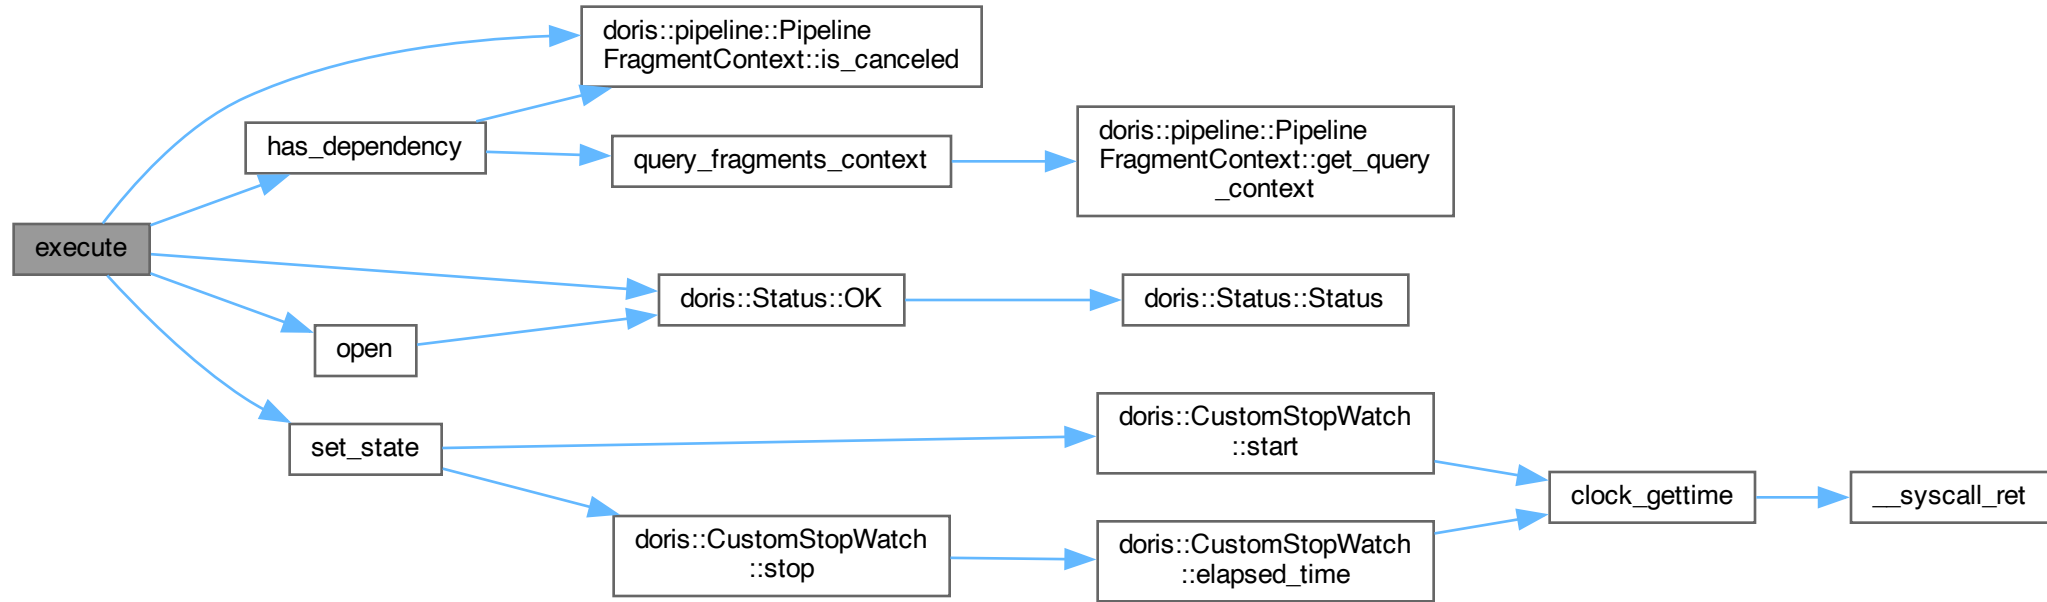 doris::pipeline::Pipeline
FragmentContext::is_canceled
has_dependency
query_fragments_context
doris::pipeline::Pipeline
FragmentContext::get_query
_context
execute
doris::Status::OK
doris::Status::Status
open
set_state
doris::CustomStopWatch
::start
doris::CustomStopWatch
::stop
doris::CustomStopWatch
::elapsed_time
clock_gettime
__syscall_ret